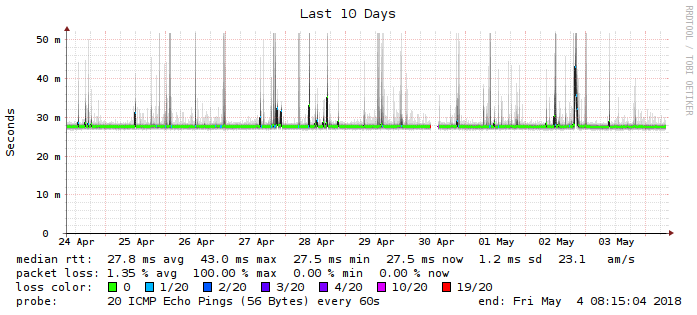 Last 10 Days
RRDTOOL / TOBI OETIKER
Seconds
50 m
40 m
30 m
20 m
10 m
0
24 Apr 25 Apr 26 Apr 27 Apr 28 Apr 29 Apr 30 Apr 01 May 02 May 03 May
median rtt: 27.8 ms avg 43.0 ms max 27.5 ms min 27.5 ms now 1.2 ms sd 23.1 am/s
packet loss: 1.35 % avg 100.00 % max 0.00 % min 0.00 % now
loss color: 0 1/20 2/20 3/20 4/20 10/20 19/20
probe: 20 ICMP Echo Pings (56 Bytes) every 60s end: Fri May 4 08:15:04 2018